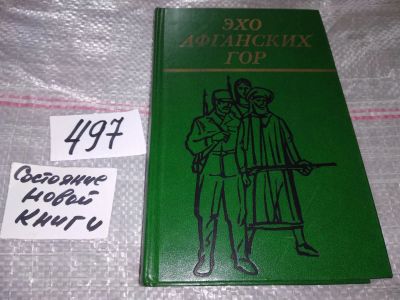 ЭХО
АФГАНСКИХ
ГОР
497
Состояние
новой
книги